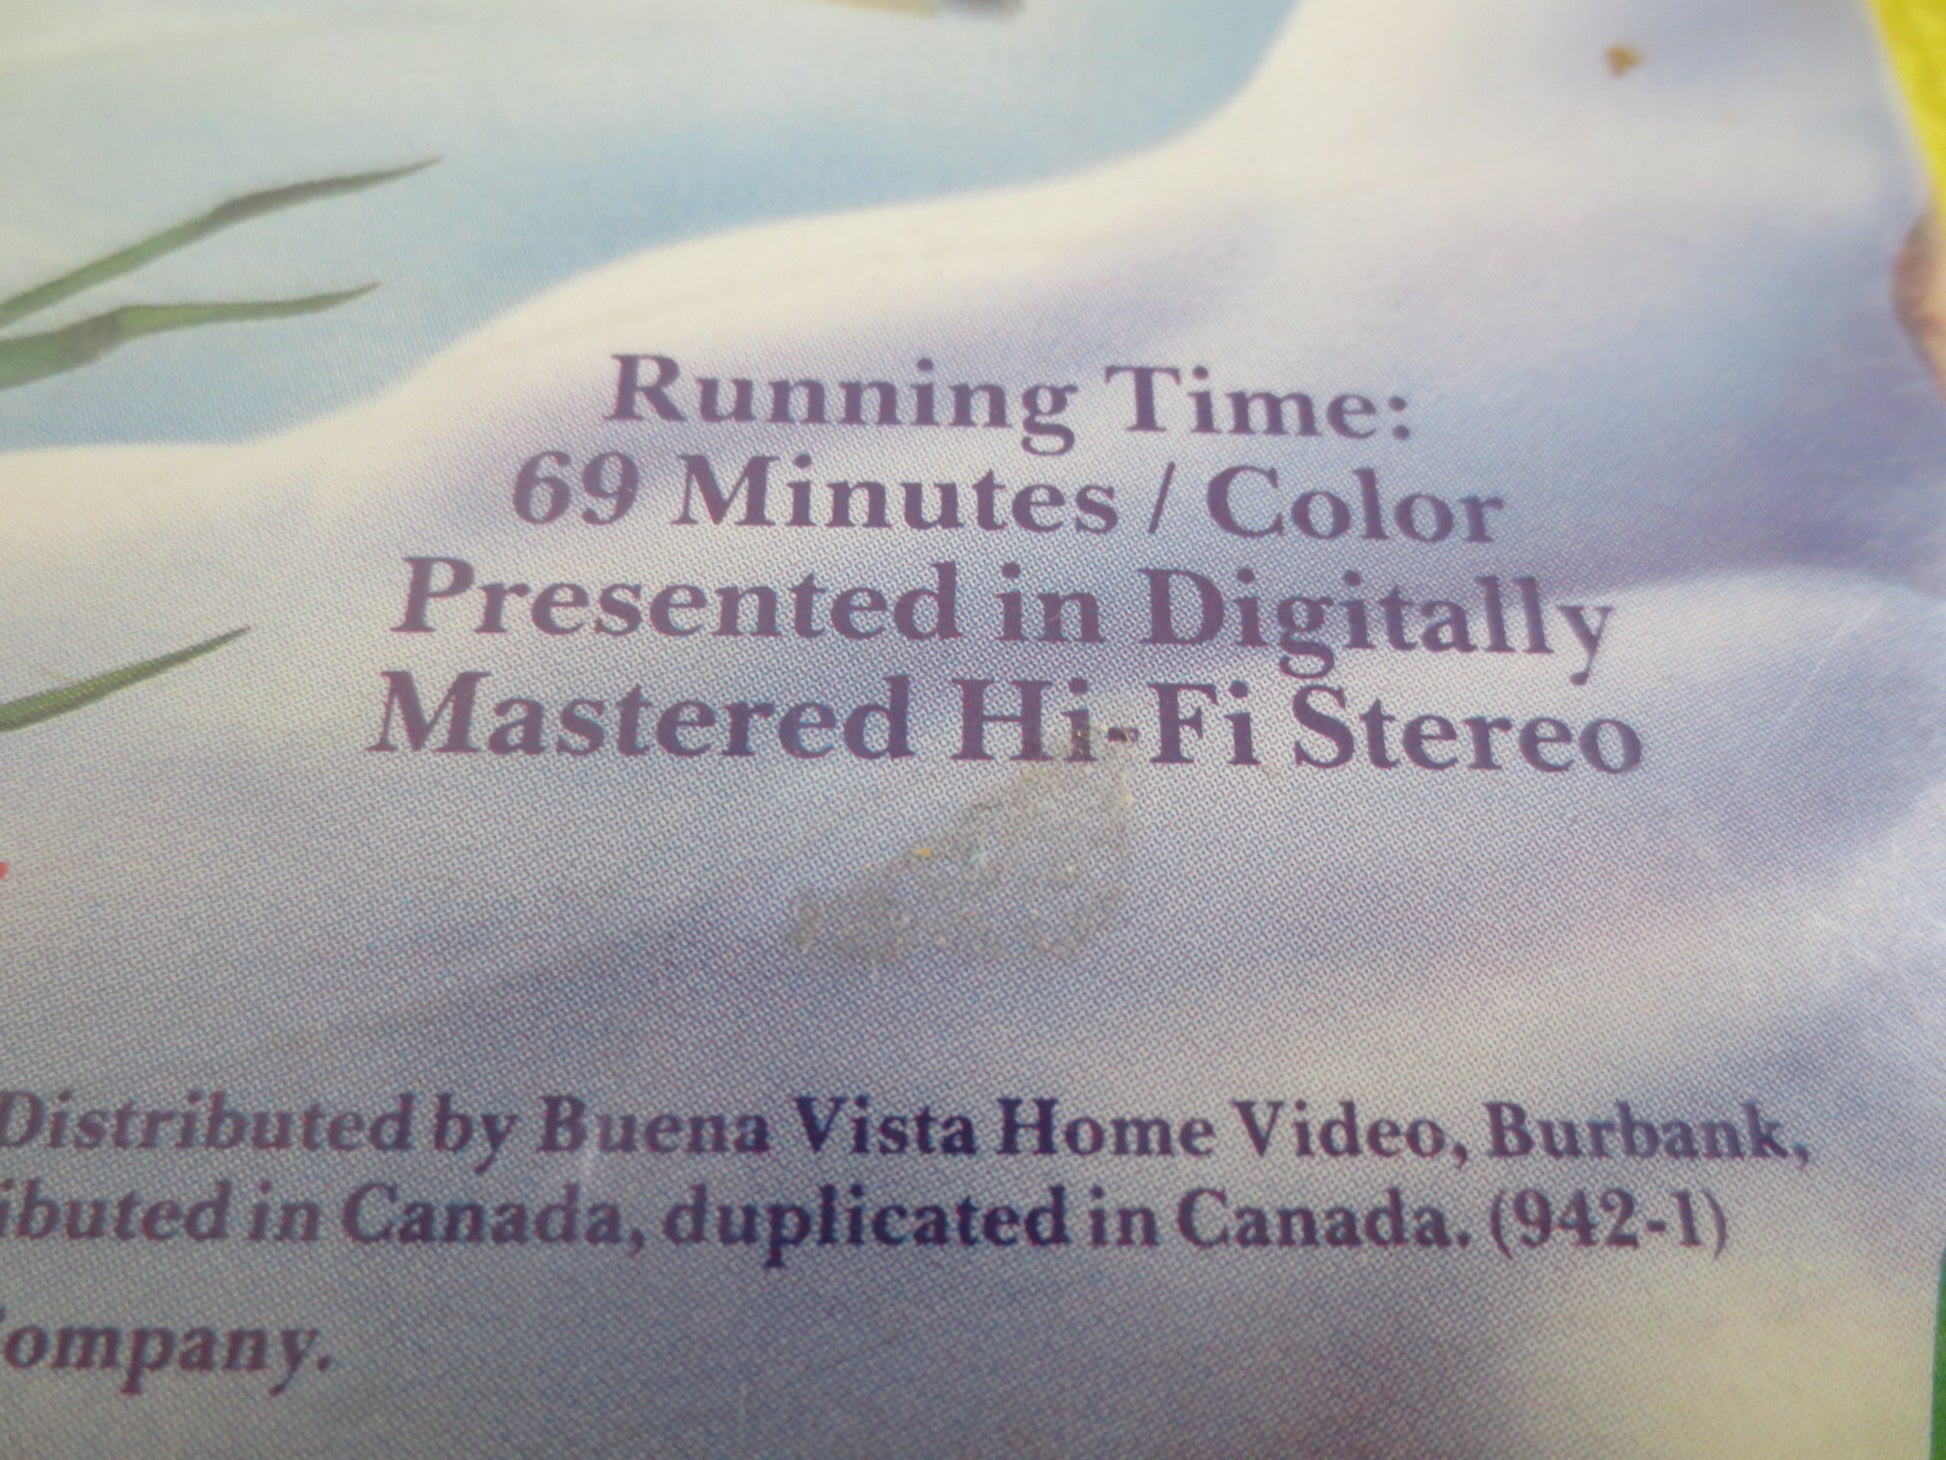 Running Time:
69 Minutes / Color
Presented in Digitally
Mastered Hi-Fi Stereo
Distributed by Buena Vista Home Video, Burbank,
ibuted in Canada, duplicated in Canada. (942-1)
ompany.